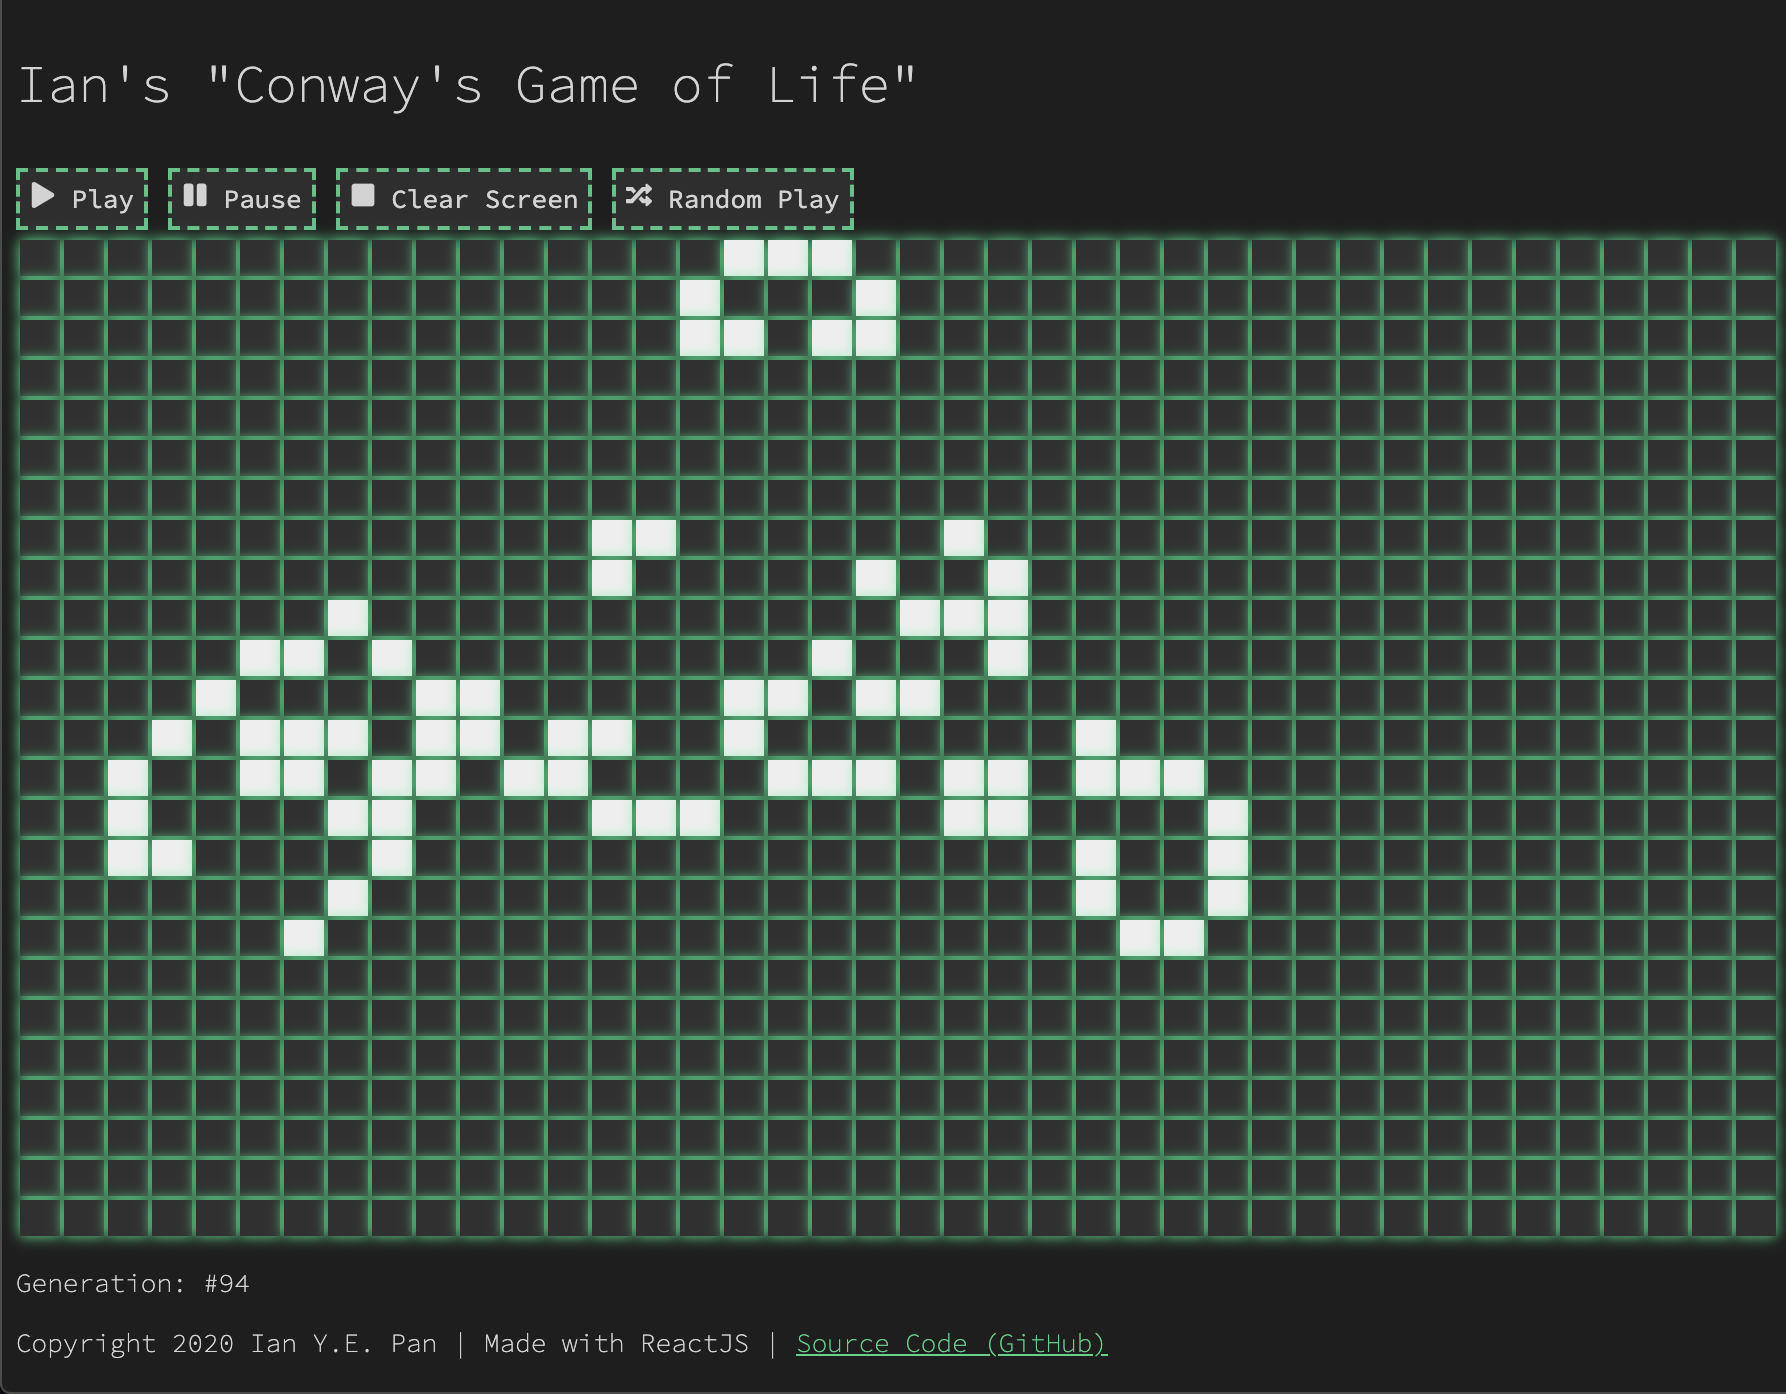 Ian's "Conway's Game of Life"
Play Pause Clear Screen Random Play
Generation: #94
Copyright 2020 Ian Y.E. Pan | Made with ReactJS | Source Code (GitHub)